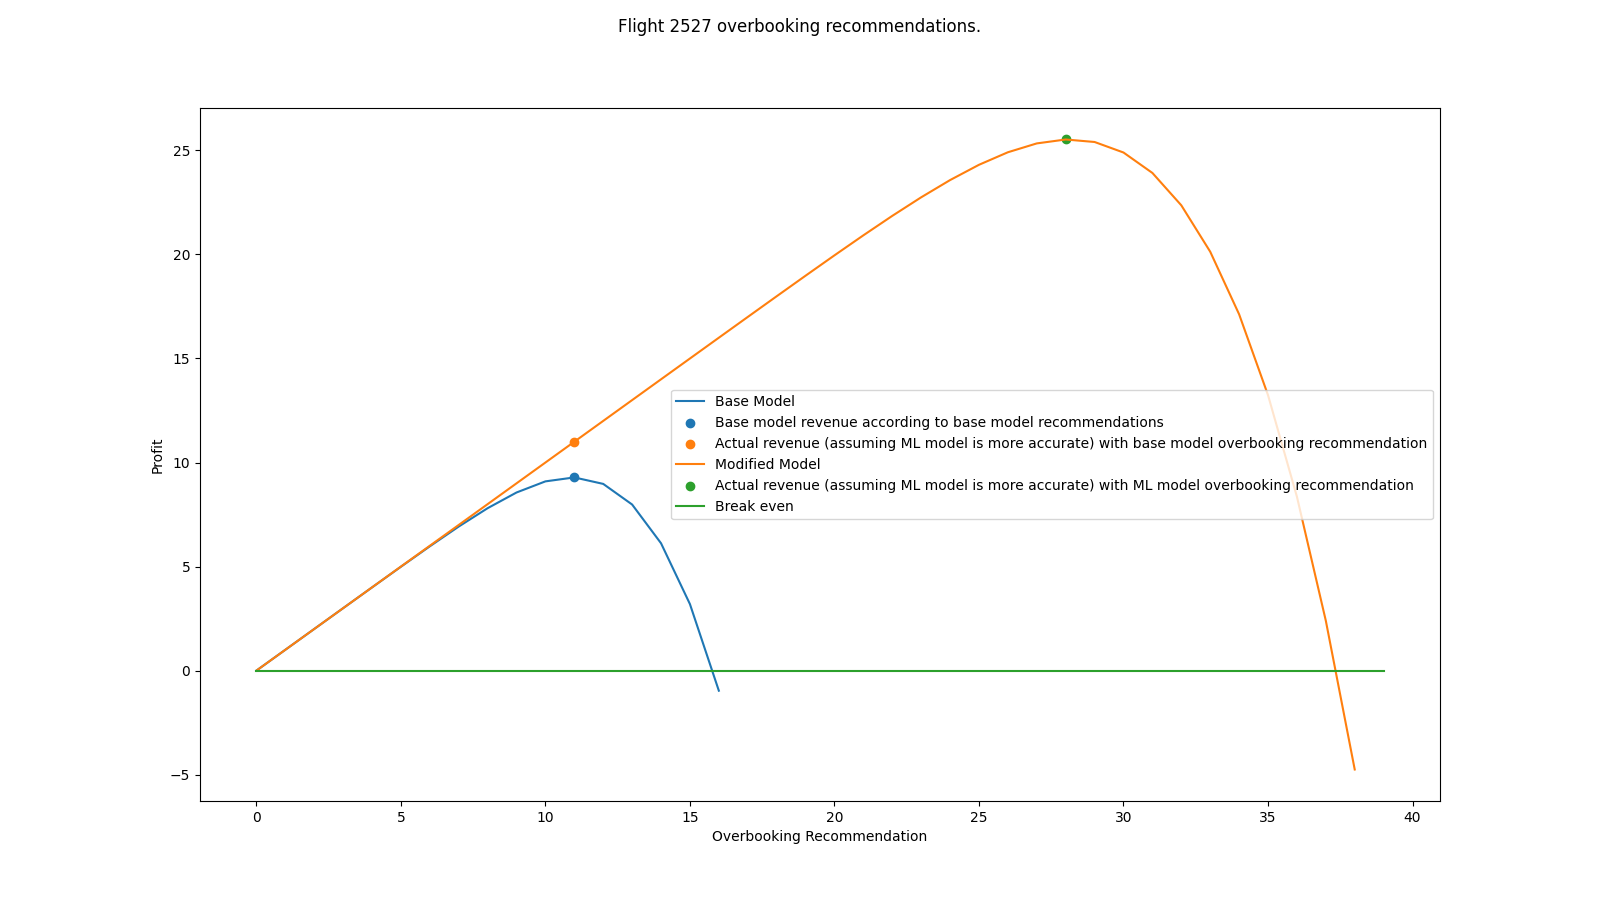 Flight 2527 overbooking recommendations.
25
20
15
10
5
0
−5
Profit
Base Model
Base model revenue according to base model recommendations
Actual revenue (assuming ML model is more accurate) with base model overbooking recommendation
Modified Model
Actual revenue (assuming ML model is more accurate) with ML model overbooking recommendation
Break even
0 5 10 15 20 25 30 35 40
Overbooking Recommendation